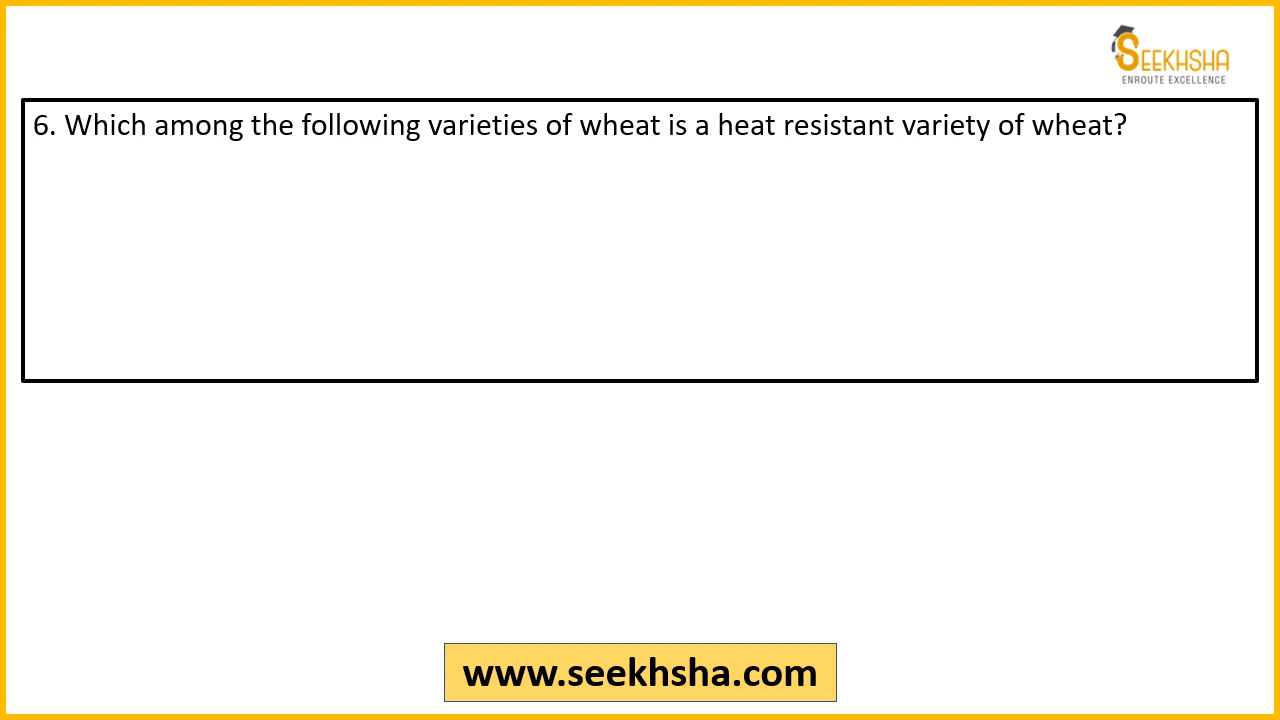 SEEKHSHA
ENROUTE EXCELLENCE
6. Which among the following varieties of wheat is a heat resistant variety of wheat?
www.seekhsha.com